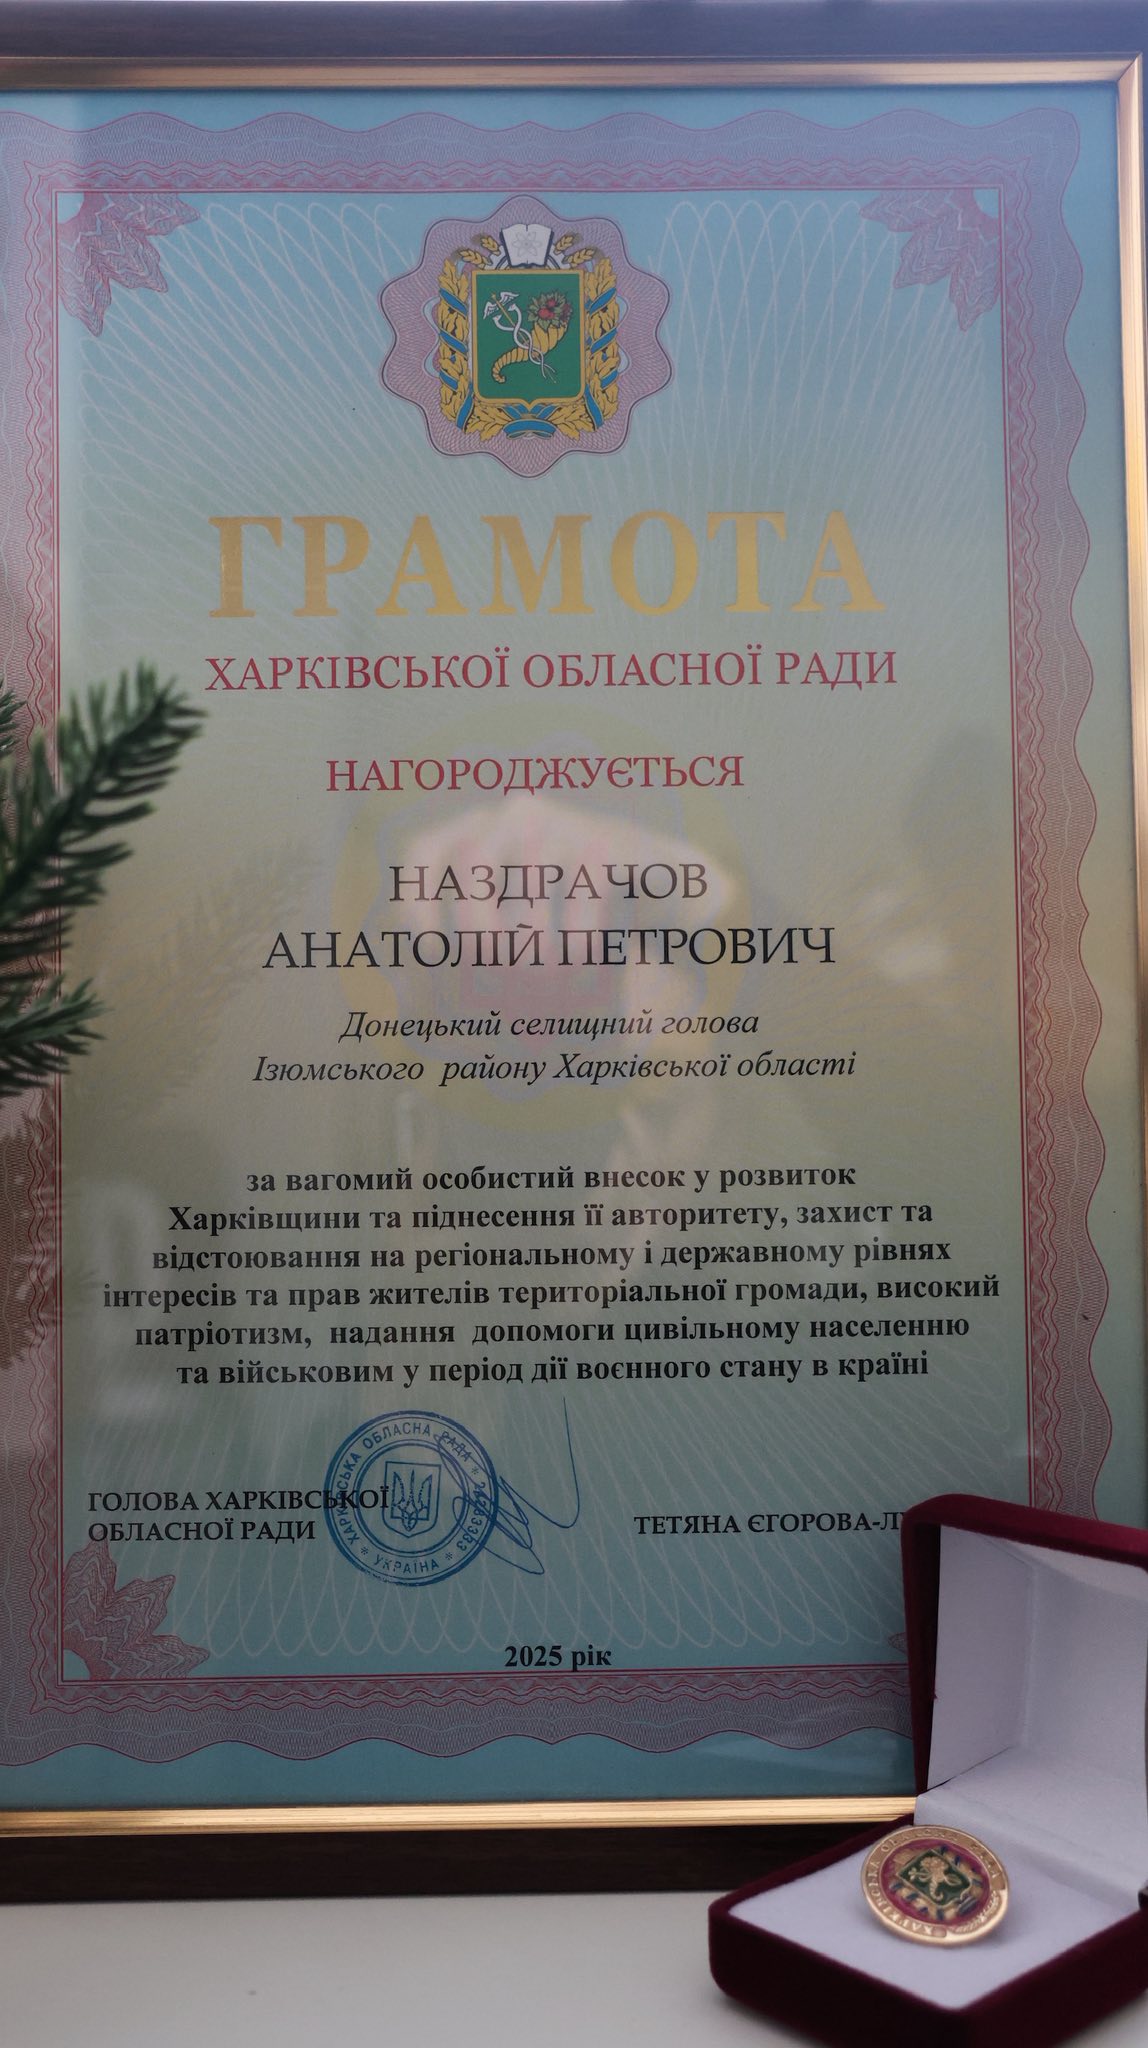 ГРАМОТА
ХАРКІВСЬКОЇ ОБЛАСНОЇ РАДИ
НАГОРОДЖУЄТЬСЯ
НАЗДРАЧОВ
АНАТОЛІЙ ПЕТРОВИЧ
Донецький селищний голова
Ізюмського району Харківської області
за вагомий особистий внесок у розвиток
Харківщини та піднесення її авторитету, захист та
відстоювання на регіональному і державному рівнях
інтересів та прав жителів територіальної громади, високий
патріотизм, надання допомоги цивільному населенню
та військовим у період дії воєнного стану в країні
ГОЛОВА ХАРКІВСЬКОЇ
ОБЛАСНОЇ РАДИ
ХАРКІВСЬКА ОБЛАСНА РАДА
УКРАЇНА
ТЕТЯНА ЄГОРОВА-
2025 рік